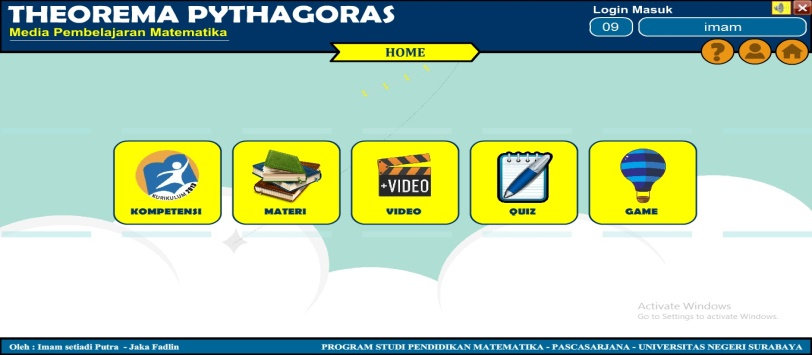 THEOREMA PYTHAGORAS
Media Pembelajaran Matematika
Login Masuk
09
imam
HOME
?
KURIKULUM 2013
KOMPETENSI
MATERI
+VIDEO
VIDEO
QUIZ
GAME
Activate Windows
Go to Settings to activate Windows.
Oleh : Imam setiadi Putra - Jaka Fadlin
PROGRAM STUDI PENDIDIKAN MATEMATIKA - PASCASARJANA - UNIVERSITAS NEGERI SURABAYA